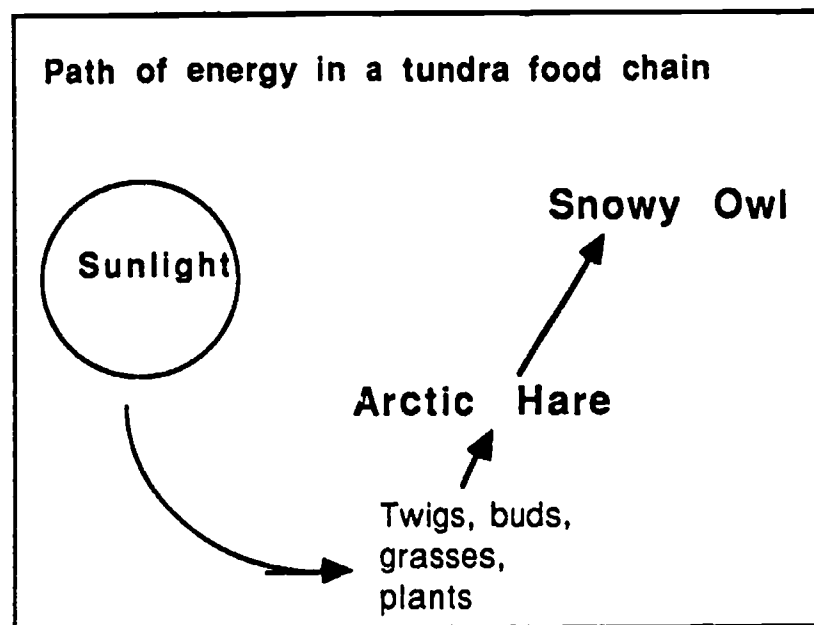 Path of energy in a tundra food chain
Snowy Owl
Sunlight
Arctic Hare
Twigs, buds,
grasses,
plants